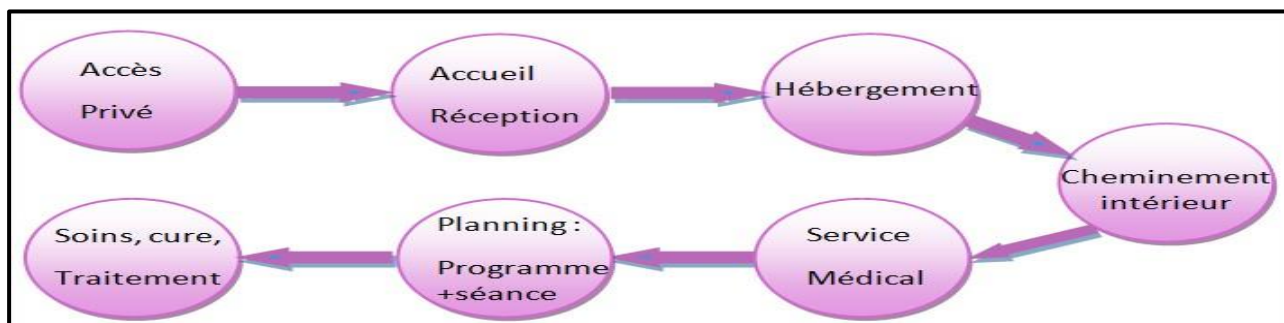 Accès
Privé
Accueil
Réception
Hébergement
Cheminement
intérieur
Service
Médical
Planning :
Programme
+séance
Soins, cure,
Traitement